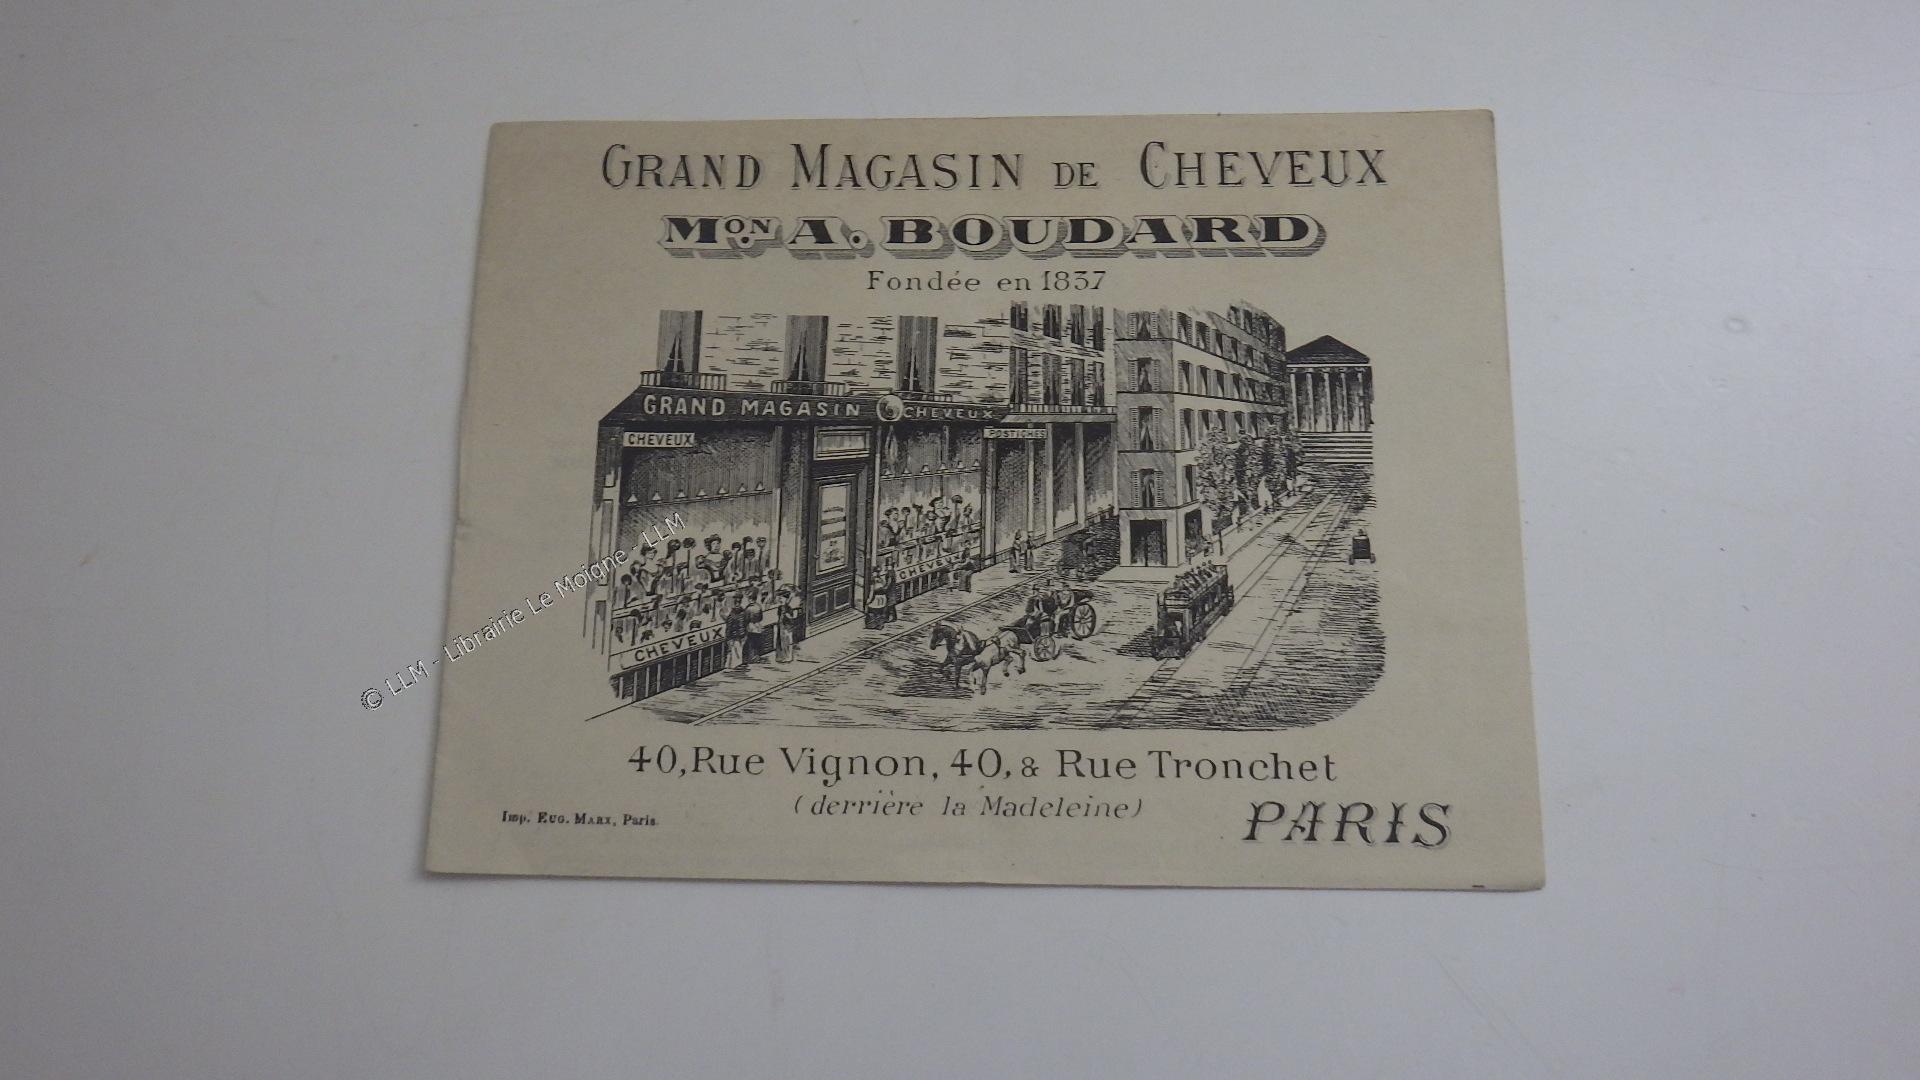 GRAND MAGASIN DE CHEVEUX
MON. A. BOUDARD
Fondée en 1837
GRAND MAGASIN CHEVEUX
CHEVEUX
POSTICHES
CHEVEUX
CHEVEUX
© LLM - Librairie Le Moigne - LLM
40, Rue Vignon, 40, & Rue Tronchet
(derrière la Madeleine)
PARIS
Imp. EUG. MARX, Paris.